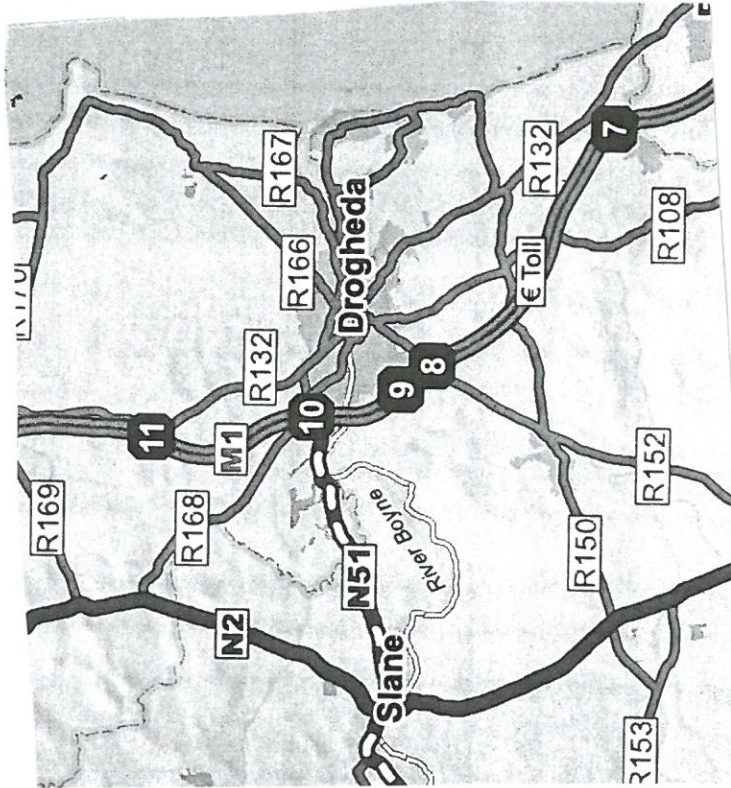 R169
11
R168
M1
N2
R132
R167
R166
10
N51
Drogheda
Slane
River Boyne
9
8
€ Toll
R132
R150
7
R153
R152
R108